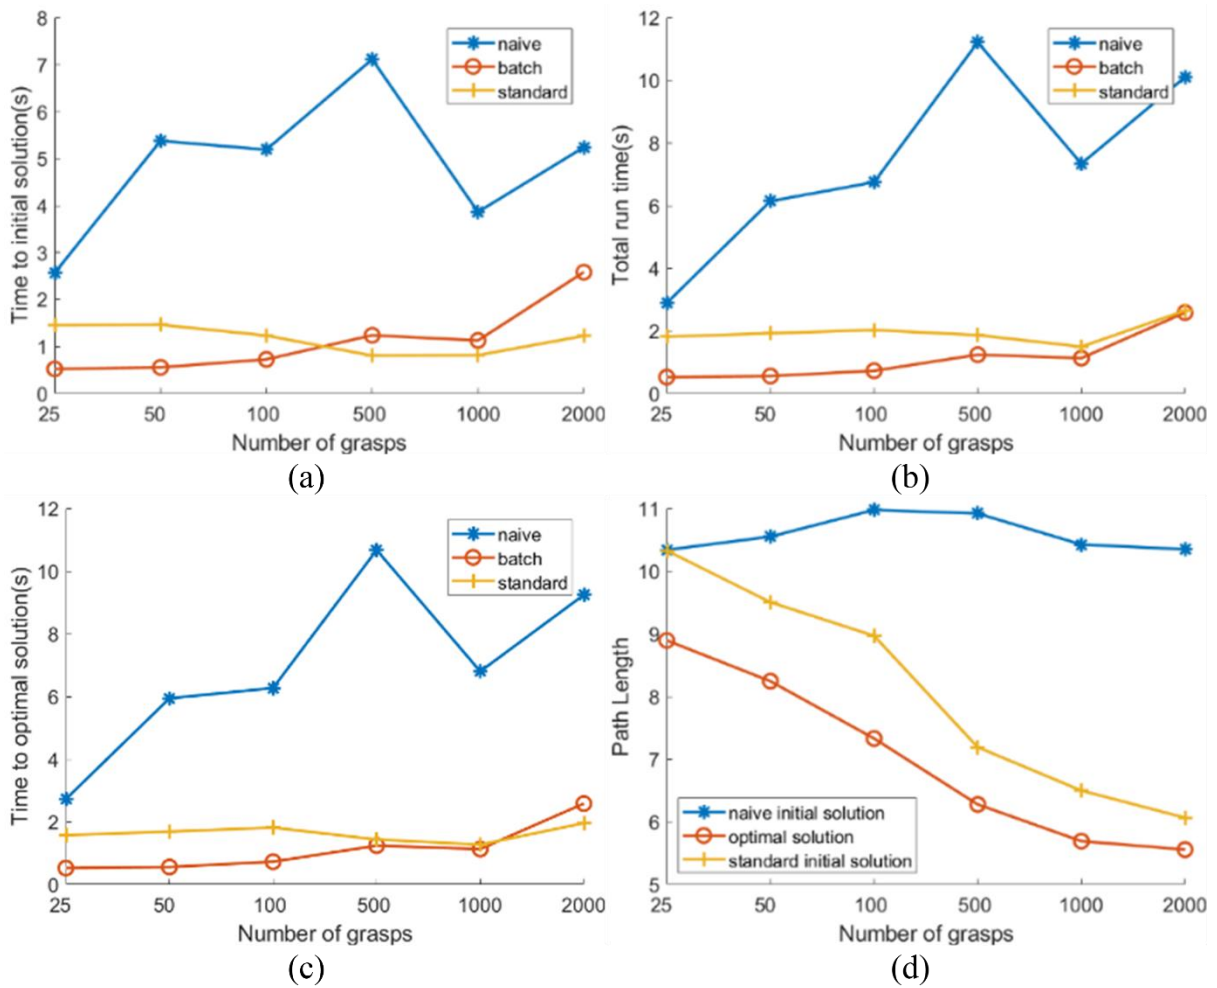 8
7
6
5
4
3
2
1
0
Time to initial solution(s)
naive
batch
standard
25 50 100 500 1000 2000
Number of grasps
(a)
12
10
8
6
4
2
0
Total run time(s)
naive
batch
standard
25 50 100 500 1000 2000
Number of grasps
(b)
12
10
8
6
4
2
0
Time to optimal solution(s)
naive
batch
standard
25 50 100 500 1000 2000
Number of grasps
(c)
11
10
9
8
7
6
5
Path Length
naive initial solution
optimal solution
standard initial solution
25 50 100 500 1000 2000
Number of grasps
(d)